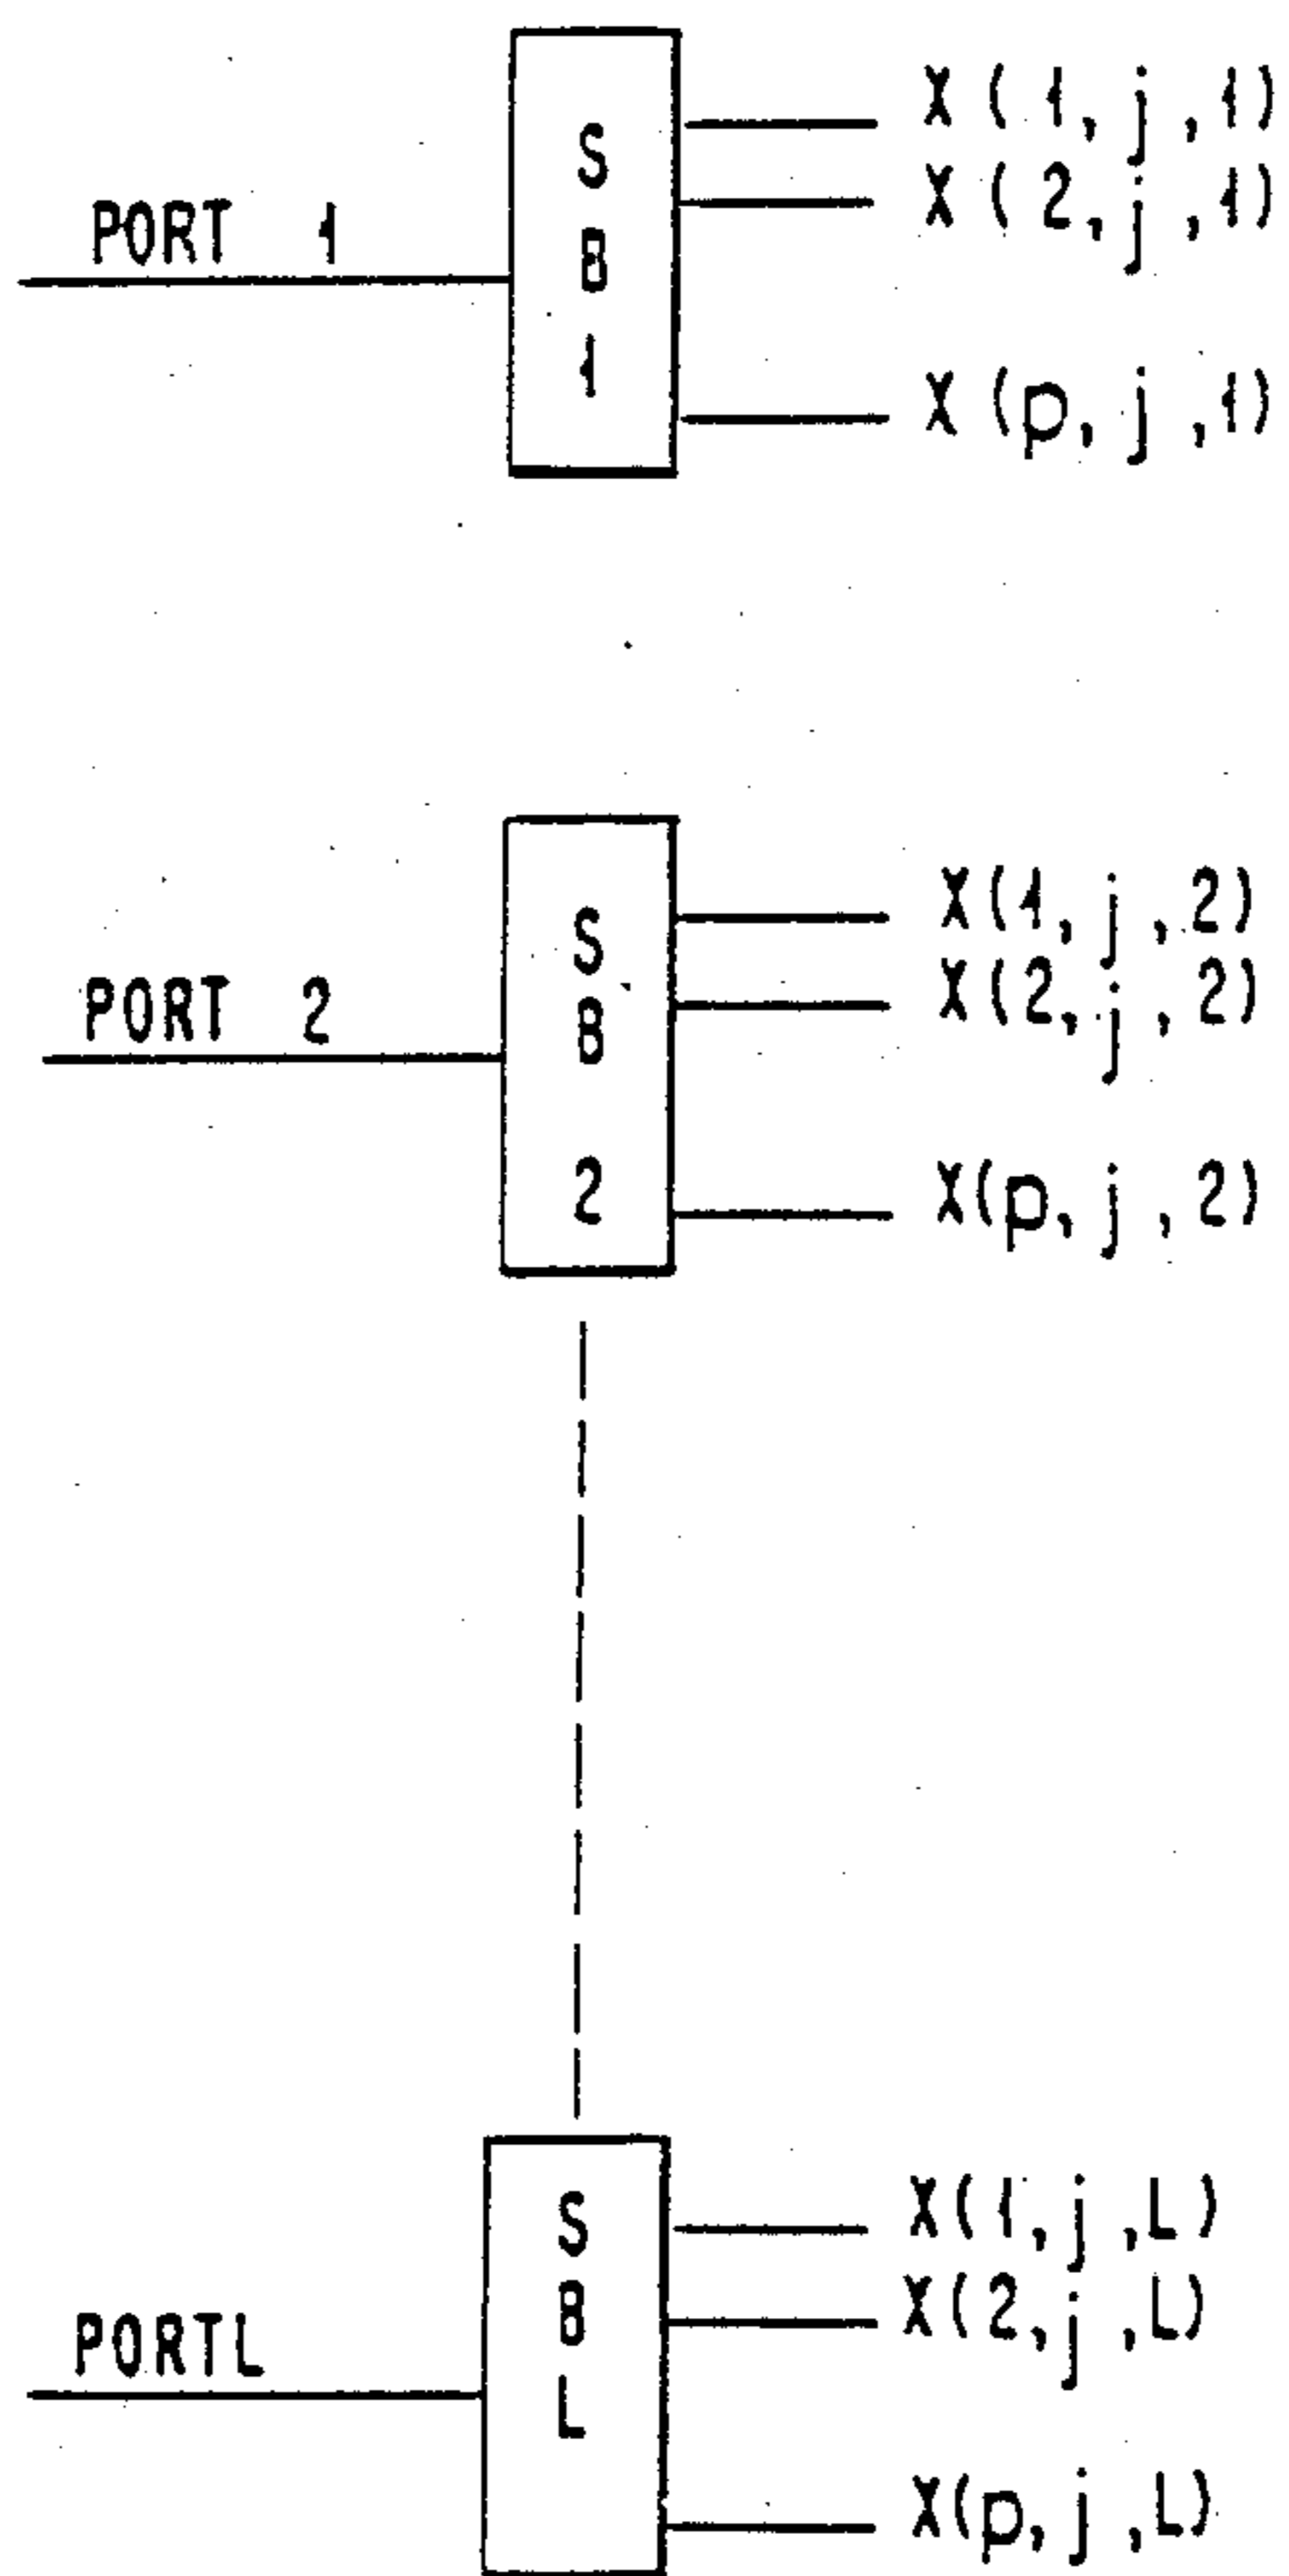 X (1, j, 1)
X (2, j, 1)
PORT 1
S
B
1
X (p, j, 1)
X(1, j, 2)
X(2, j, 2)
PORT 2
S
B
2
X(p, j, 2)
X(1, j, L)
X(2, j, L)
PORTL
S
B
L
X(p, j, L)